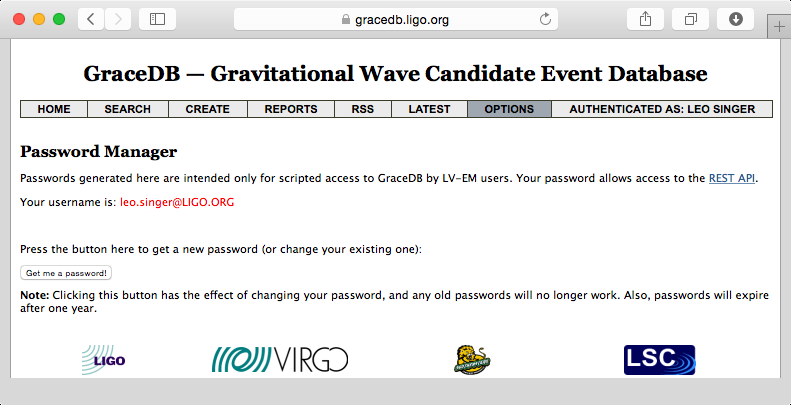 gracedb.ligo.org
GraceDB — Gravitational Wave Candidate Event Database
HOME SEARCH CREATE REPORTS RSS LATEST OPTIONS AUTHENTICATED AS: LEO SINGER
Password Manager
Passwords generated here are intended only for scripted access to GraceDB by LV-EM users. Your password allows access to the REST API.
Your username is: leo.singer@LIGO.ORG
Press the button here to get a new password (or change your existing one):
Get me a password!
Note: Clicking this button has the effect of changing your password, and any old passwords will no longer work. Also, passwords will expire
after one year.
LIGO VIRGO LSC